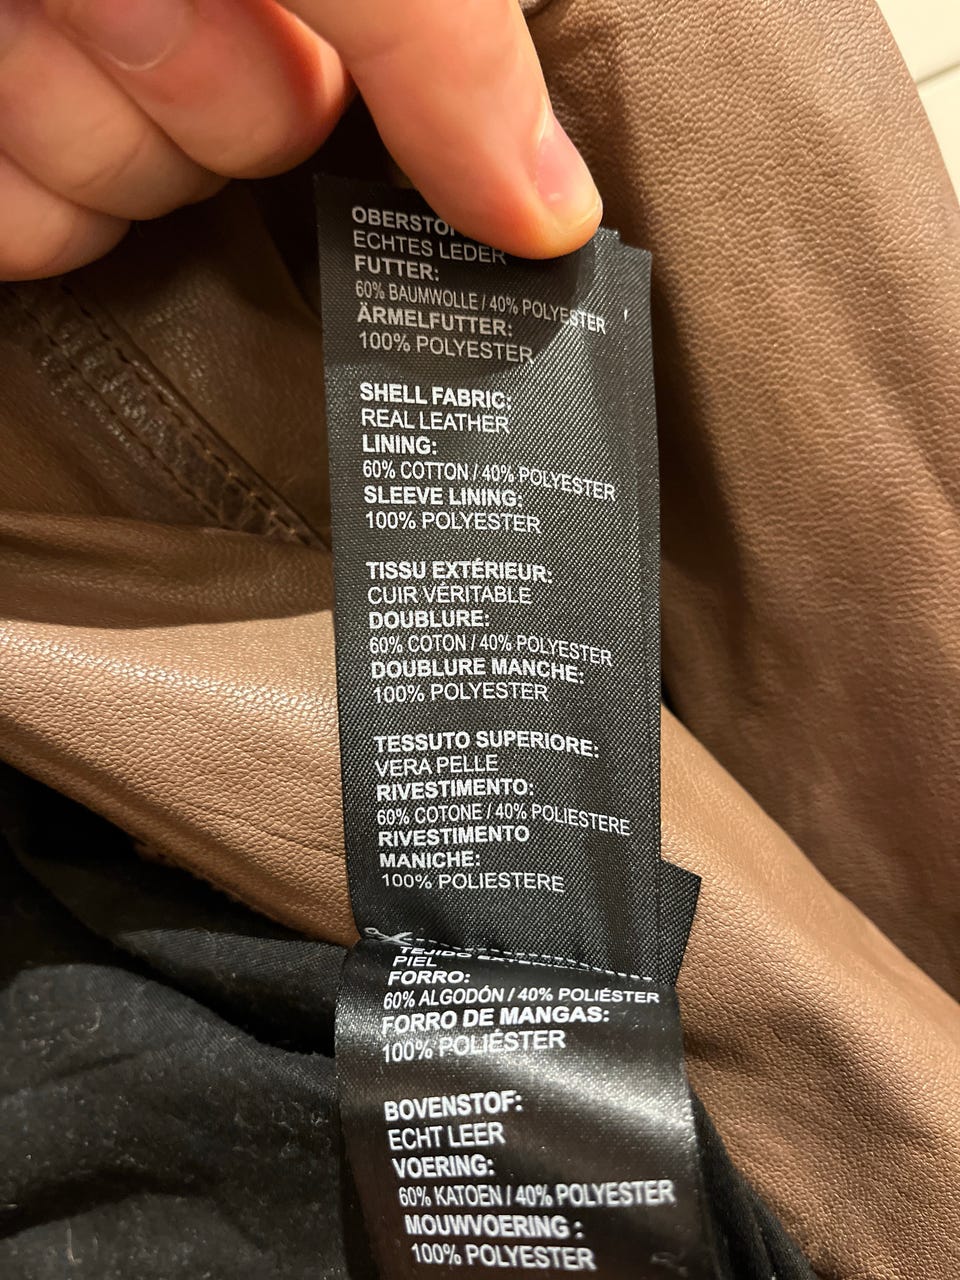 ECHTES LEDER
FUTTER:
60% BAUMWOLLE / 40% POLYESTER
ÄRMELFUTTER:
100% POLYESTER
SHELL FABRIC:
REAL LEATHER
LINING:
60% COTTON / 40% POLYESTER
SLEEVE LINING:
100% POLYESTER
TISSU EXTÉRIEUR:
CUIR VÉRITABLE
DOUBLURE:
60% COTON / 40% POLYESTER
DOUBLURE MANCHE:
100% POLYESTER
TESSUTO SUPERIORE:
VERA PELLE
RIVESTIMENTO:
60% COTONE / 40% POLIESTERE
RIVESTIMENTO
MANICHE:
100% POLIESTERE
TEJIDO
PIEL
FORRO:
60% ALGODÓN / 40% POLIÉSTER
FORRO DE MANGAS:
100% POLIÉSTER
BOVENSTOF:
ECHT LEER
VOERING:
60% KATOEN / 40% POLYESTER
MOUWVOERING :
100% POLYESTER